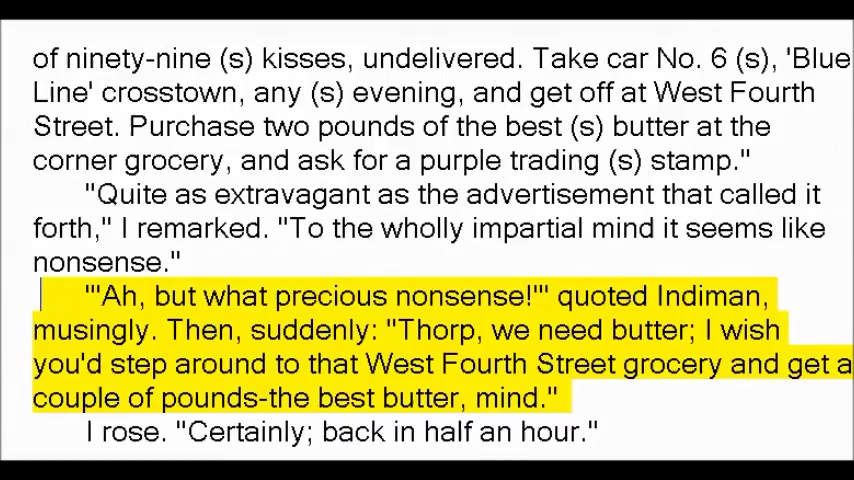 of ninety-nine (s) kisses, undelivered. Take car No. 6 (s), 'Blue
Line' crosstown, any (s) evening, and get off at West Fourth
Street. Purchase two pounds of the best (s) butter at the
corner grocery, and ask for a purple trading (s) stamp."
"Quite as extravagant as the advertisement that called it
forth," I remarked. "To the wholly impartial mind it seems like
nonsense."
"'Ah, but what precious nonsense!'" quoted Indiman,
musingly. Then, suddenly: "Thorp, we need butter; I wish
you'd step around to that West Fourth Street grocery and get a
couple of pounds-the best butter, mind."
I rose. "Certainly; back in half an hour."